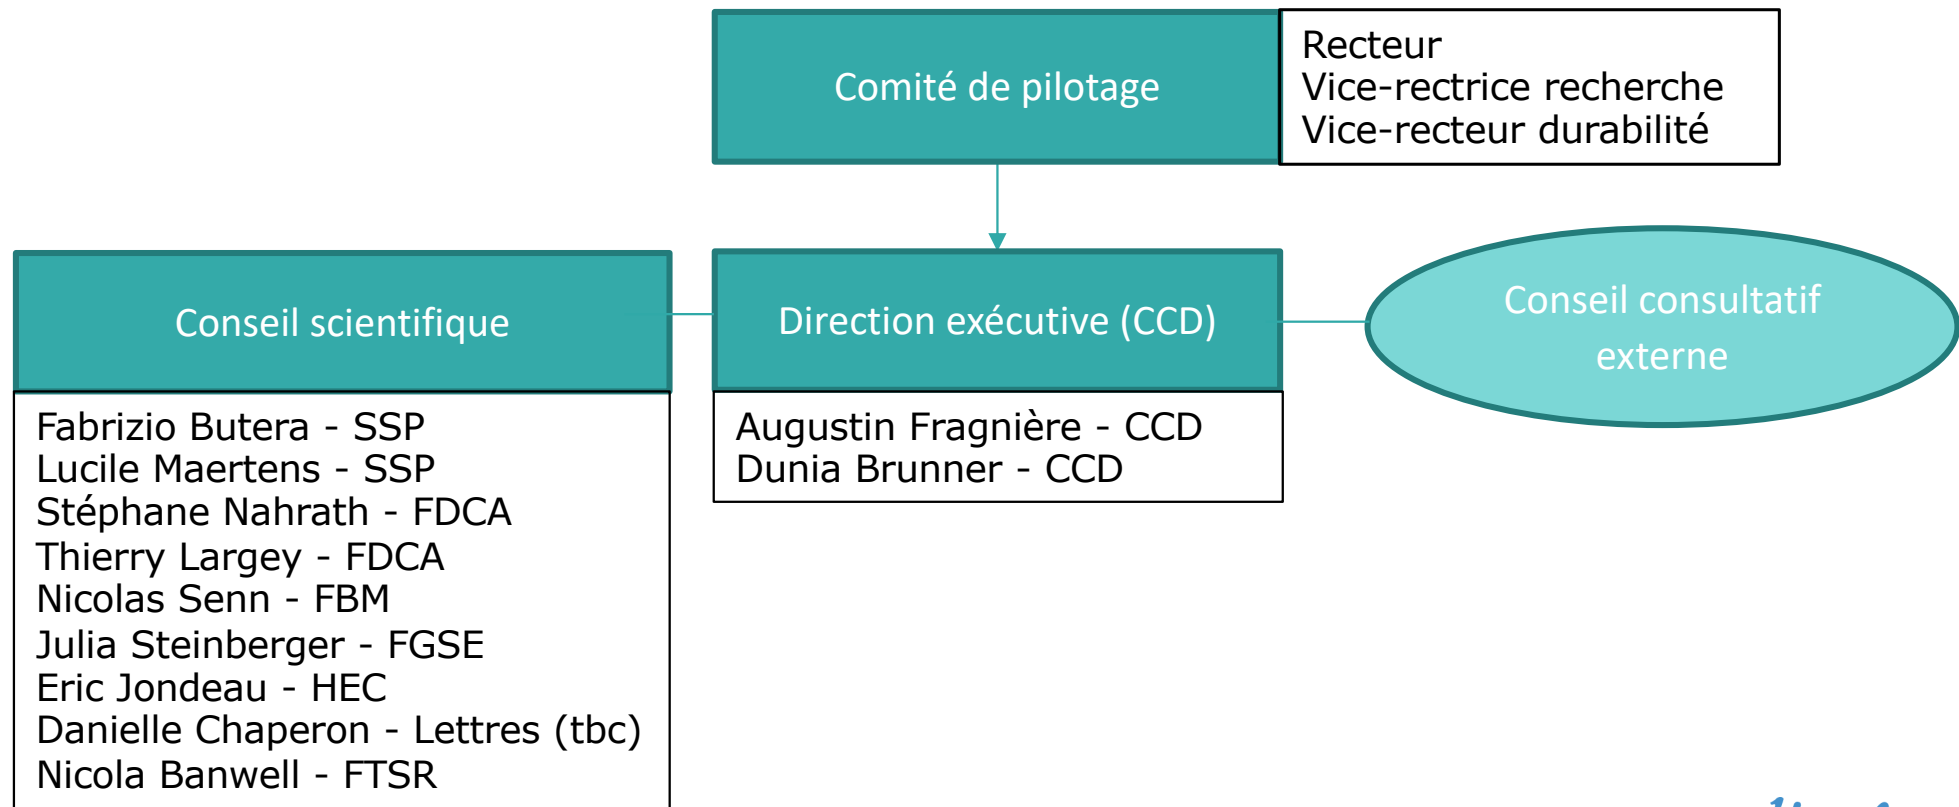 Comité de pilotage
Recteur
Vice-rectrice recherche
Vice-recteur durabilité
Conseil scientifique
Direction exécutive (CCD)
Conseil consultatif
externe
Fabrizio Butera - SSP
Lucile Maertens - SSP
Stéphane Nahrath - FDCA
Thierry Largey - FDCA
Nicolas Senn - FBM
Julia Steinberger - FGSE
Eric Jondeau - HEC
Danielle Chaperon - Lettres (tbc)
Nicola Banwell - FTSR
Augustin Fragnière - CCD
Dunia Brunner - CCD